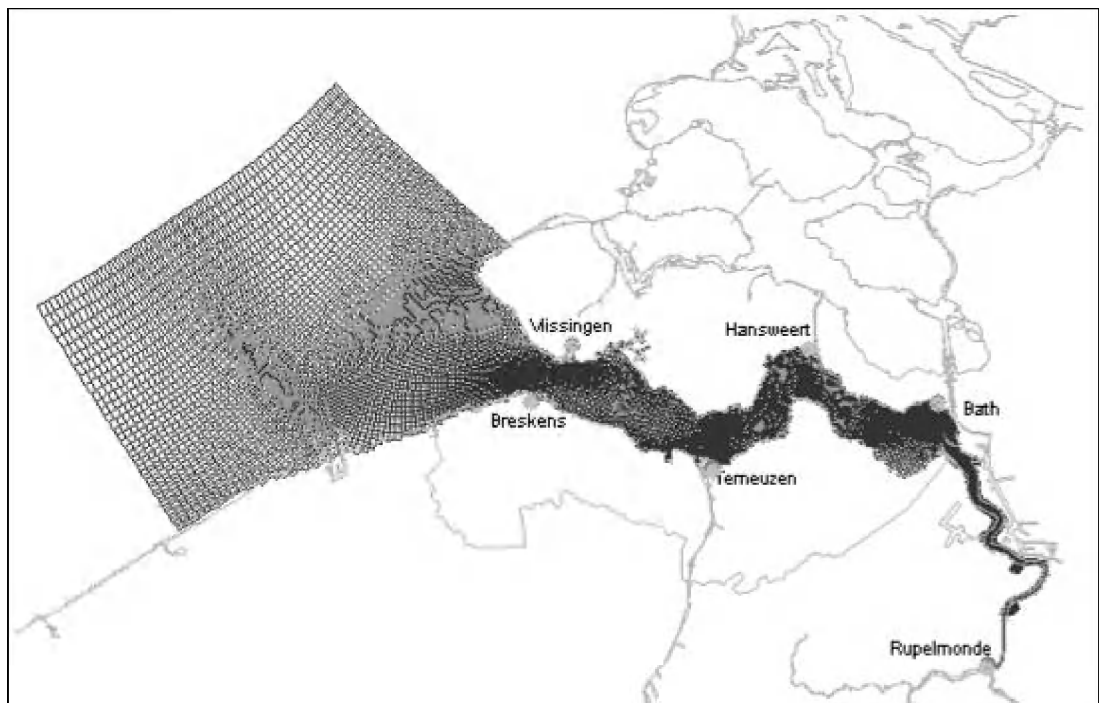 Vlissingen
Hansweert
Bath
Breskens
Terneuzen
Rupelmonde